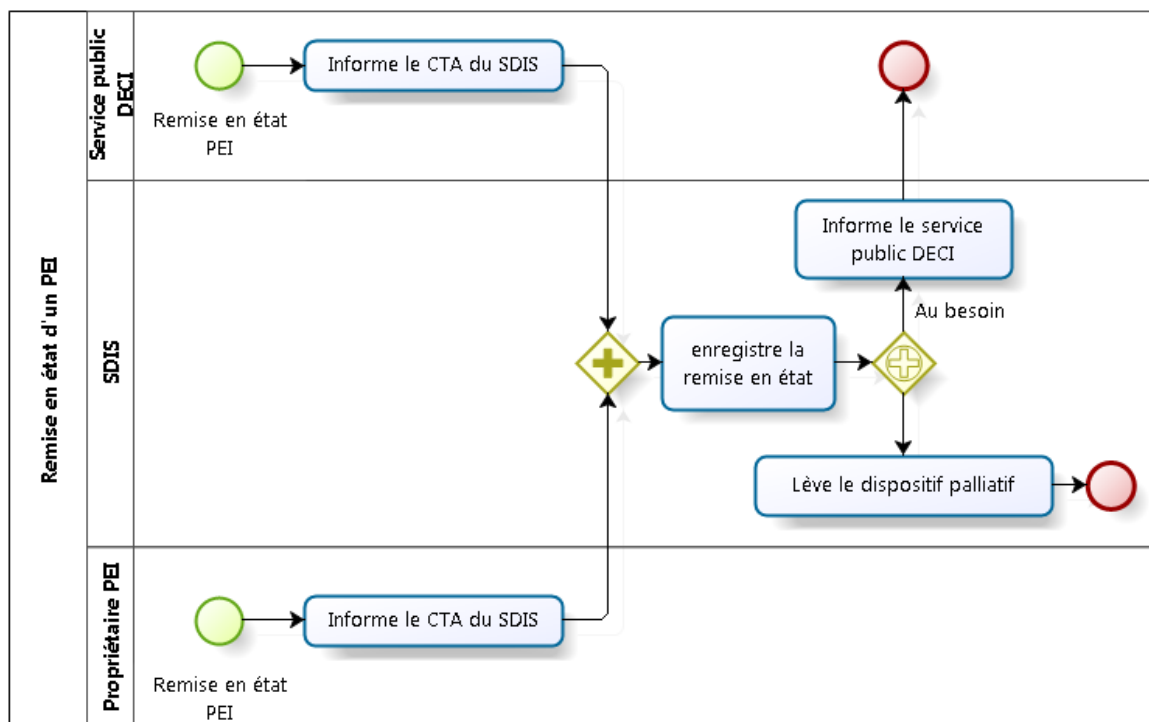 Remise en état d'un PEI
Service public
DECI
Remise en état
PEI
Informe le CTA du SDIS
SDIS
Informe le service
public DECI
Au besoin
enregistre la
remise en état
Lève le dispositif palliatif
Propriétaire PEI
Remise en état
PEI
Informe le CTA du SDIS